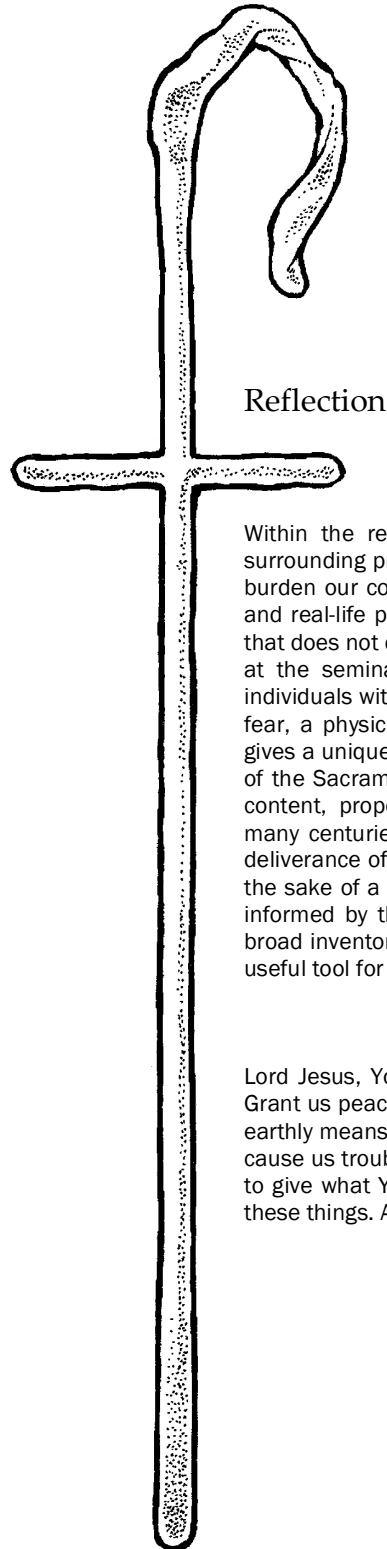 Reflection
Within the re
surrounding pr
burden our co
and real-life p
that does not
at the semina
individuals wit
fear, a physic
gives a unique
of the Sacram
content, prop
many centurie
deliverance of
the sake of a
informed by th
broad inventor
useful tool for
Lord Jesus, Yo
Grant us peac
earthly means
cause us troub
to give what Y
these things. A